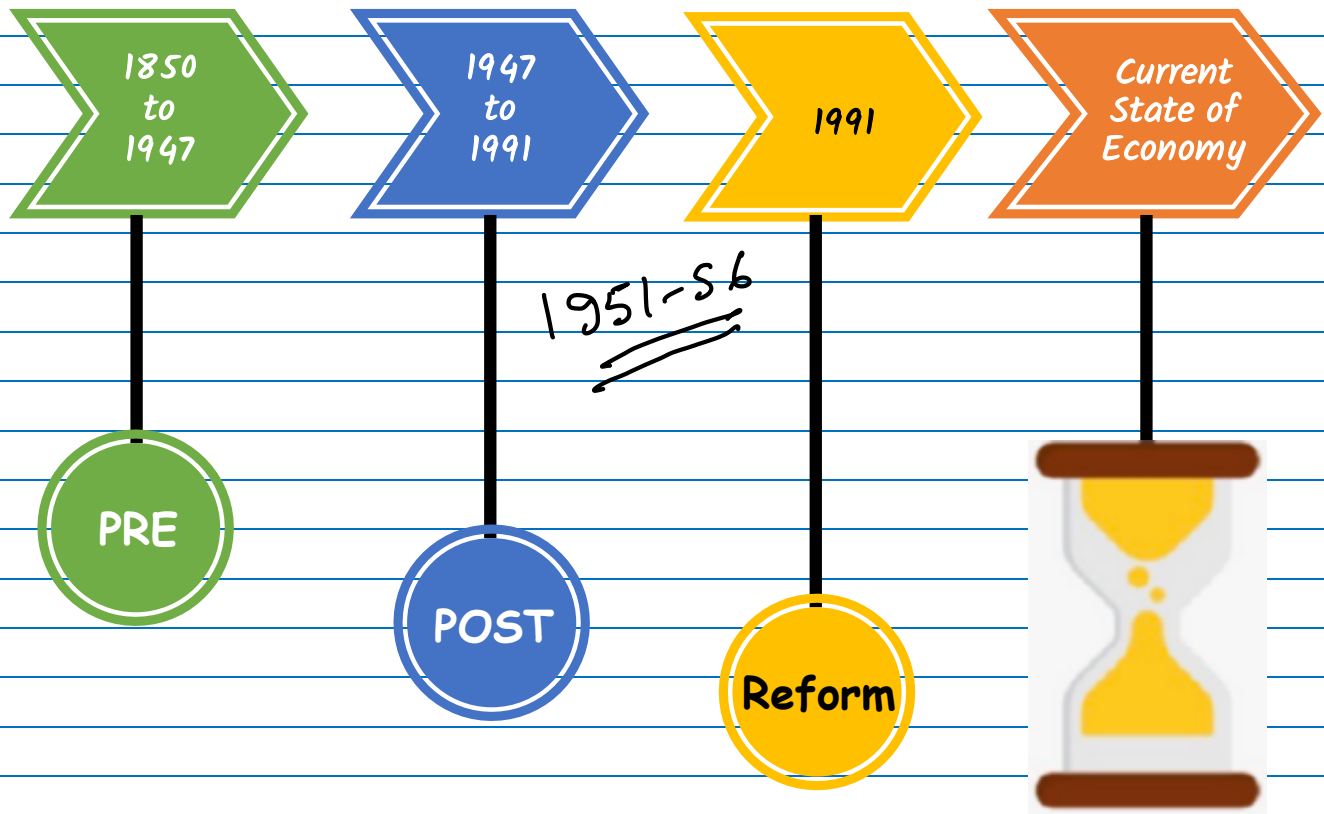 1850
to
1947
1947
to
1991
1991
Current
State of
Economy
1951-56
PRE
POST
Reform